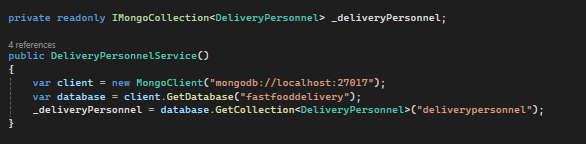 private readonly IMongoCollection<DeliveryPersonnel> _deliveryPersonnel;
4 references
public DeliveryPersonnelService()
{
var client = new MongoClient("mongodb://localhost:27017");
var database = client.GetDatabase("fastfooddelivery");
_deliveryPersonnel = database.GetCollection<DeliveryPersonnel>("deliverypersonnel");
}